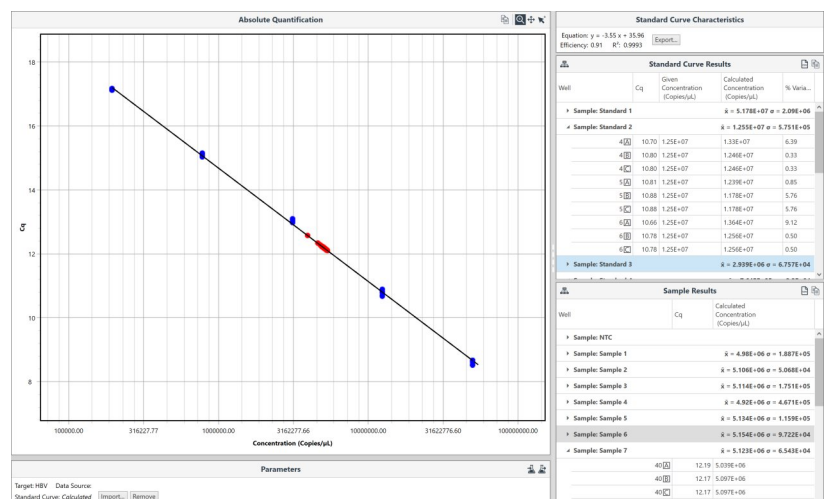 Absolute Quantification
Cq
18
16
14
12
10
8
100000.00 316227.77 1000000.00 3162277.66 10000000.00 31622776.60 100000000.00
Concentration (Copies/µL)
Parameters
Target: HBV Data Source:
Standard Curve: Calculated Import... Remove
Standard Curve Characteristics
Equation: y = -3.55 x + 35.96
Efficiency: 0.91 R²: 0.9993 Export...
Standard Curve Results
Well Cq Given Concentration (Copies/µL) Calculated Concentration (Copies/µL) % Varia...
Sample: Standard 1 x̄ = 5.178E+07 σ = 2.09E+06
Sample: Standard 2 x̄ = 1.255E+07 σ = 5.751E+05
4 A 10.70 1.25E+07 1.33E+07 6.39
4 B 10.80 1.25E+07 1.246E+07 0.33
4 C 10.80 1.25E+07 1.246E+07 0.33
5 A 10.81 1.25E+07 1.239E+07 0.85
5 B 10.88 1.25E+07 1.178E+07 5.76
5 C 10.88 1.25E+07 1.178E+07 5.76
6 A 10.66 1.25E+07 1.364E+07 9.12
6 B 10.78 1.25E+07 1.256E+07 0.50
6 C 10.78 1.25E+07 1.256E+07 0.50
Sample: Standard 3 x̄ = 2.939E+06 σ = 6.757E+04
Sample Results
Well Cq Calculated Concentration (Copies/µL)
Sample: NTC
Sample: Sample 1 x̄ = 4.98E+06 σ = 1.887E+05
Sample: Sample 2 x̄ = 5.106E+06 σ = 5.068E+04
Sample: Sample 3 x̄ = 5.114E+06 σ = 1.751E+05
Sample: Sample 4 x̄ = 4.92E+06 σ = 4.671E+05
Sample: Sample 5 x̄ = 5.134E+06 σ = 1.159E+05
Sample: Sample 6 x̄ = 5.154E+06 σ = 9.722E+04
Sample: Sample 7 x̄ = 5.123E+06 σ = 6.543E+04
40 A 12.19 5.039E+06
40 B 12.17 5.097E+06
40 C 12.17 5.097E+06